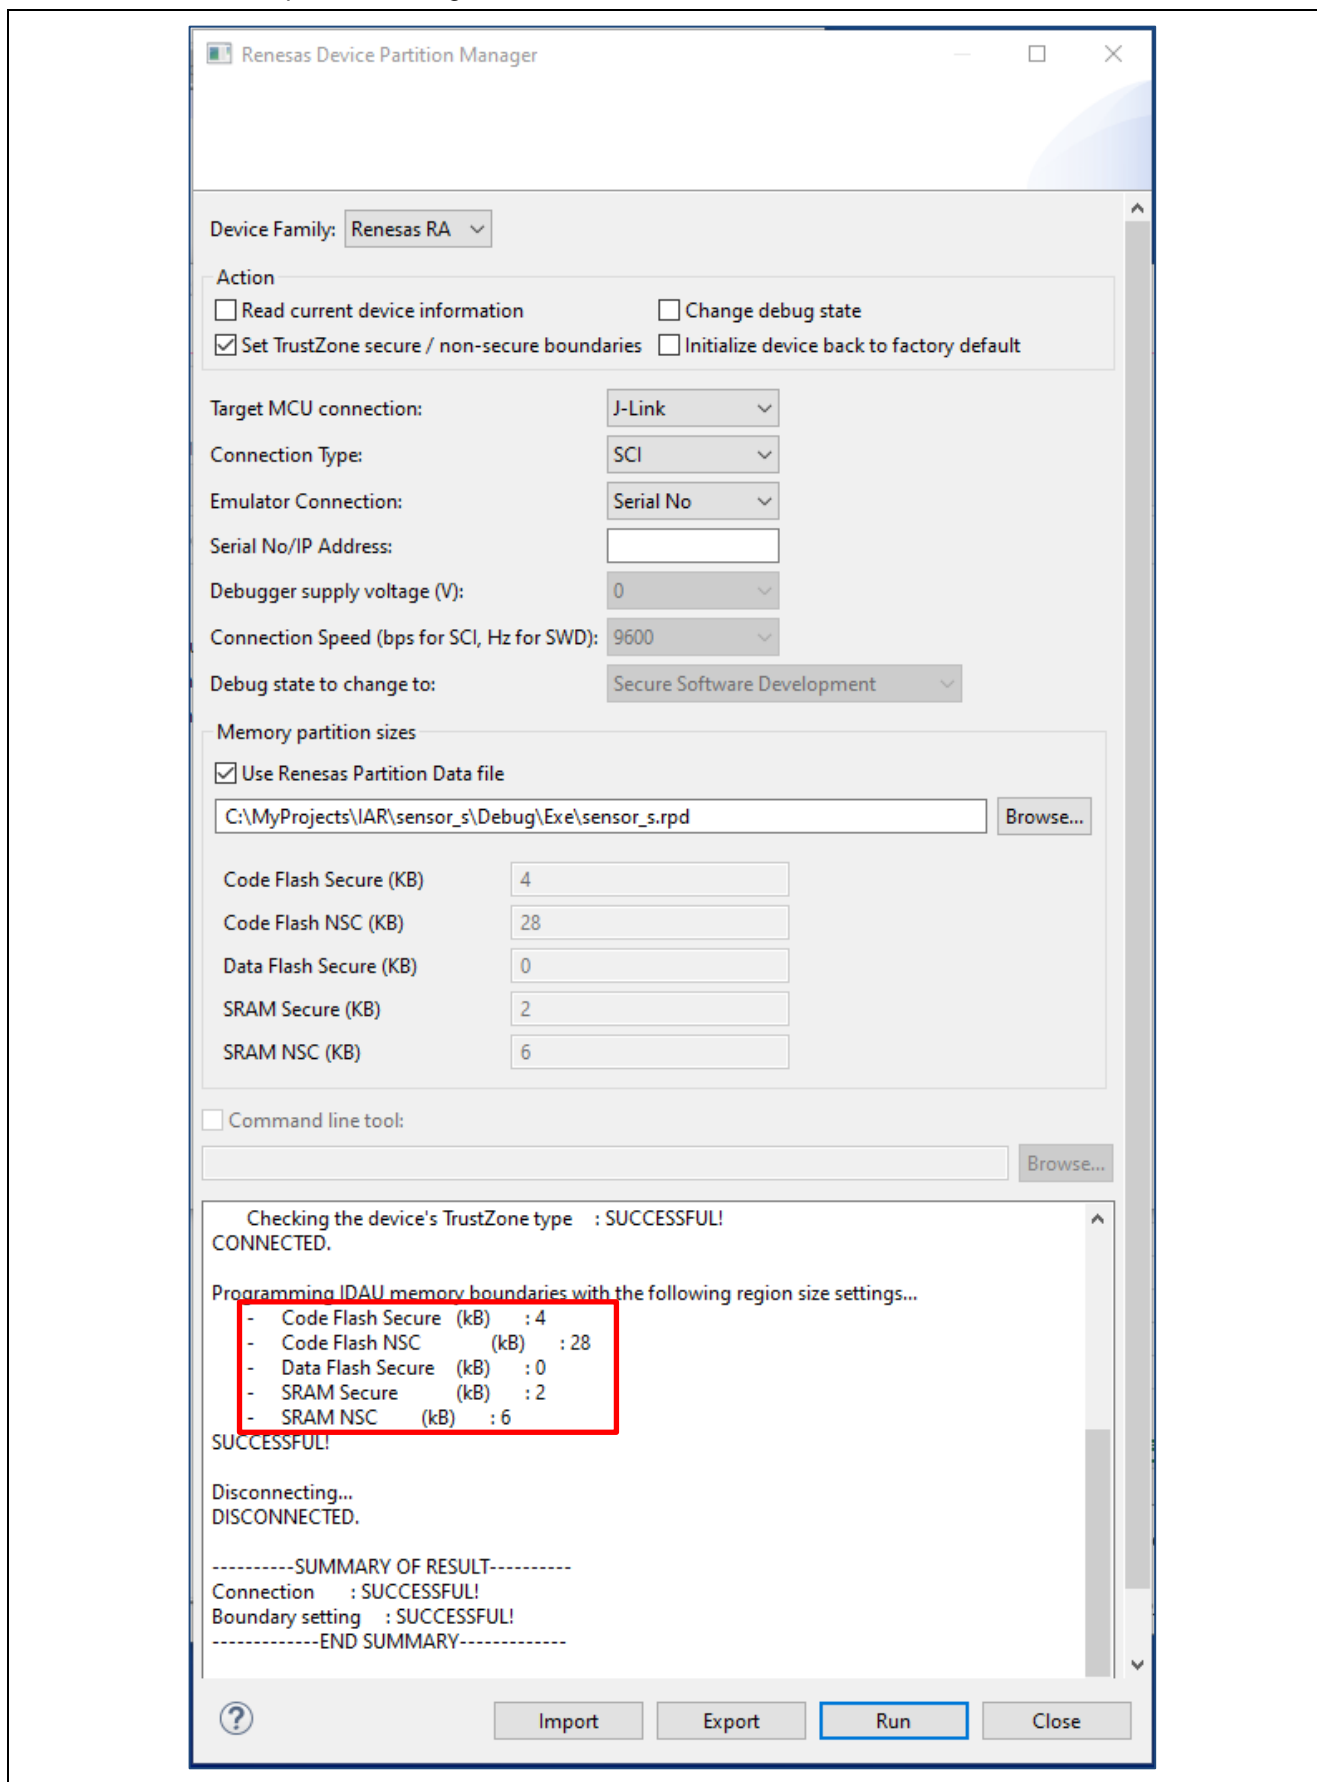 Renesas Device Partition Manager
Device Family: Renesas RA
Action
Read current device information Change debug state
Set TrustZone secure / non-secure boundaries Initialize device back to factory default
Target MCU connection: J-Link
Connection Type: SCI
Emulator Connection: Serial No
Serial No/IP Address:
Debugger supply voltage (V): 0
Connection Speed (bps for SCI, Hz for SWD): 9600
Debug state to change to: Secure Software Development
Memory partition sizes
Use Renesas Partition Data file
C:\MyProjects\IAR\sensor_s\Debug\Exe\sensor_s.rpd Browse...
Code Flash Secure (KB) 4
Code Flash NSC (KB) 28
Data Flash Secure (KB) 0
SRAM Secure (KB) 2
SRAM NSC (KB) 6
Command line tool:
Browse...
Checking the device's TrustZone type : SUCCESSFUL!
CONNECTED.
Programming IDAU memory boundaries with the following region size settings...
- Code Flash Secure (kB) : 4
- Code Flash NSC (kB) : 28
- Data Flash Secure (kB) : 0
- SRAM Secure (kB) : 2
- SRAM NSC (kB) : 6
SUCCESSFUL!
Disconnecting...
DISCONNECTED.
----------SUMMARY OF RESULT----------
Connection : SUCCESSFUL!
Boundary setting : SUCCESSFUL!
-------------END SUMMARY-------------
? Import Export Run Close